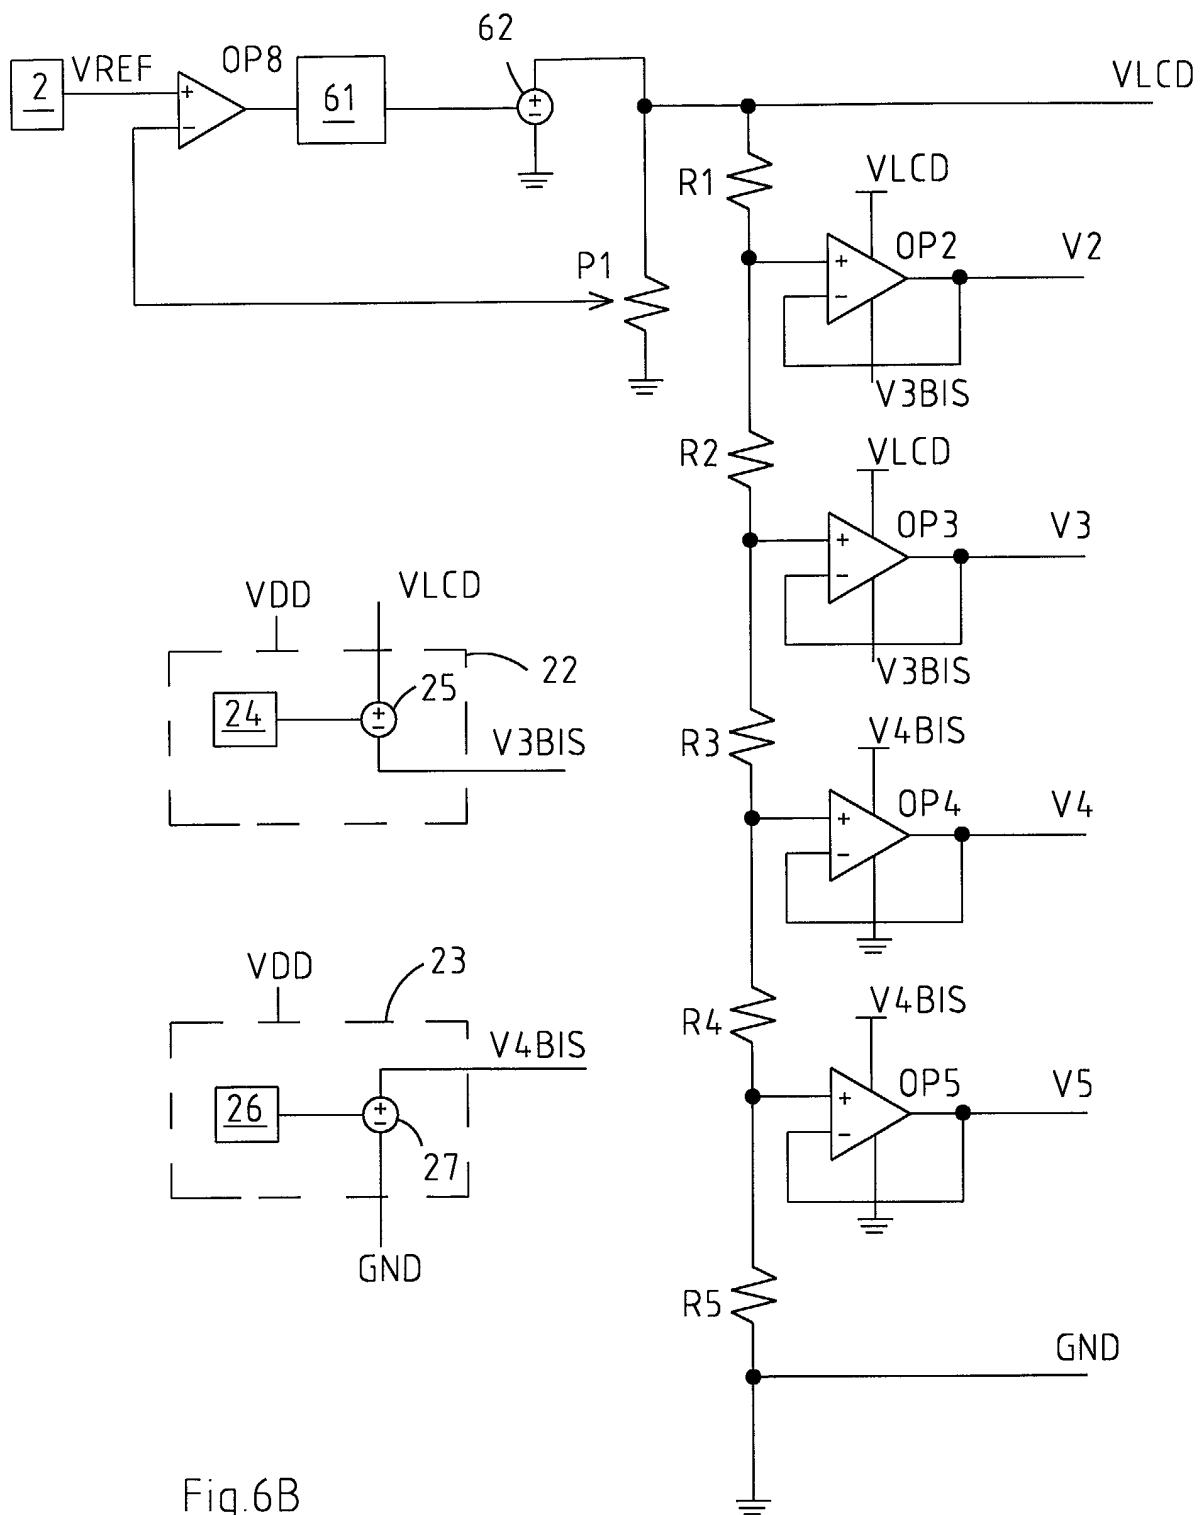 62
2
VREF
OP8
61
VLCD
R1
VLCD
OP2
V2
P1
V3BIS
R2
VLCD
OP3
V3
V3BIS
VDD
VLCD
22
24
25
V3BIS
R3
V4BIS
OP4
V4
VDD
23
V4BIS
26
27
GND
R4
V4BIS
OP5
V5
R5
GND
Fig.6B